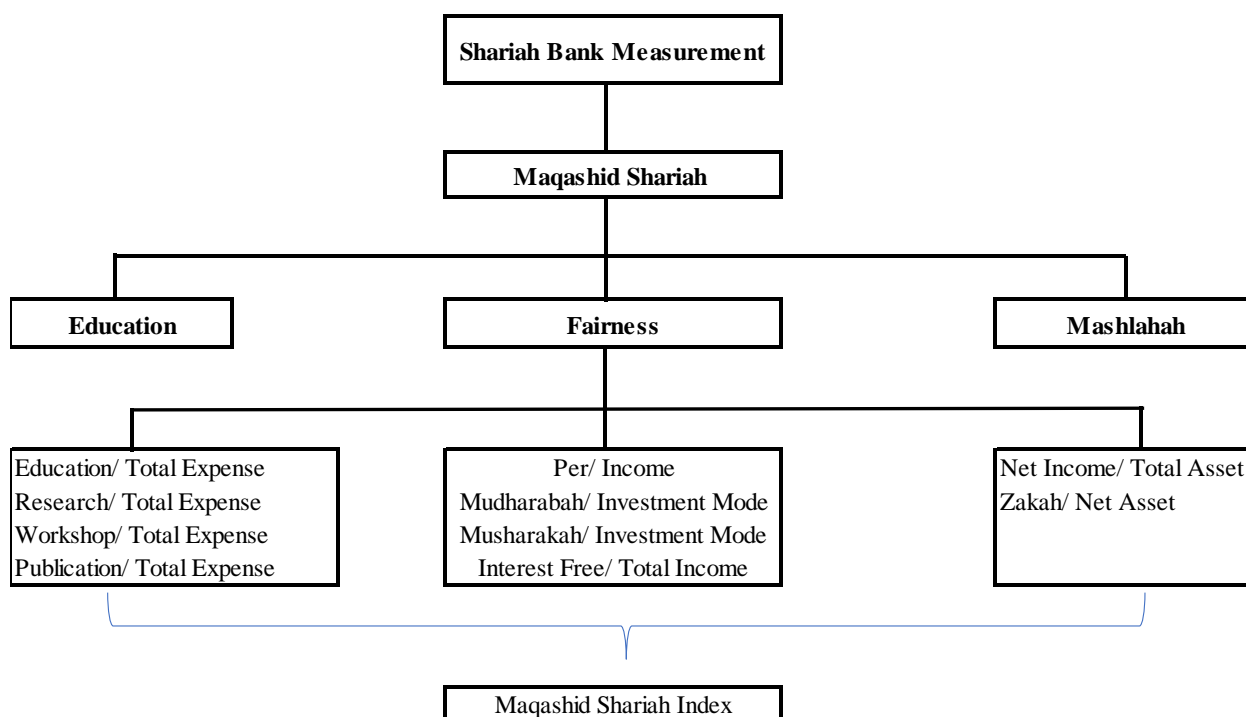 Shariah Bank Measurement
Maqashid Shariah
Education
Fairness
Mashlahah
Education/ Total Expense
Research/ Total Expense
Workshop/ Total Expense
Publication/ Total Expense
Per/ Income
Mudharabah/ Investment Mode
Musharakah/ Investment Mode
Interest Free/ Total Income
Net Income/ Total Asset
Zakah/ Net Asset
Maqashid Shariah Index